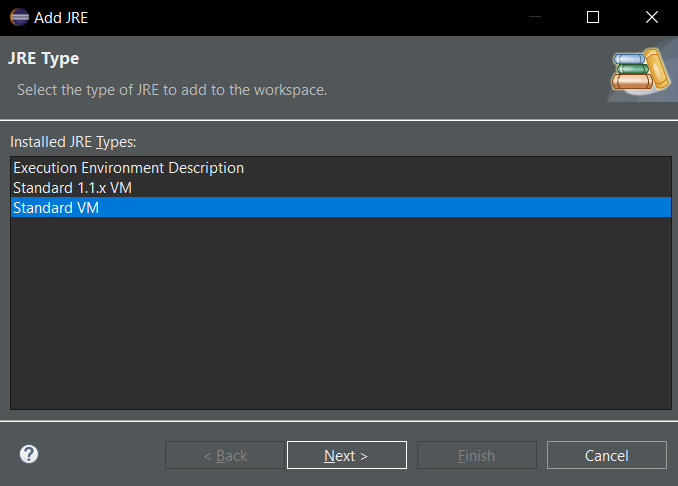 Add JRE
JRE Type
Select the type of JRE to add to the workspace.
Installed JRE Types:
Execution Environment Description
Standard 1.1.x VM
Standard VM
?
< Back
Next >
Finish
Cancel